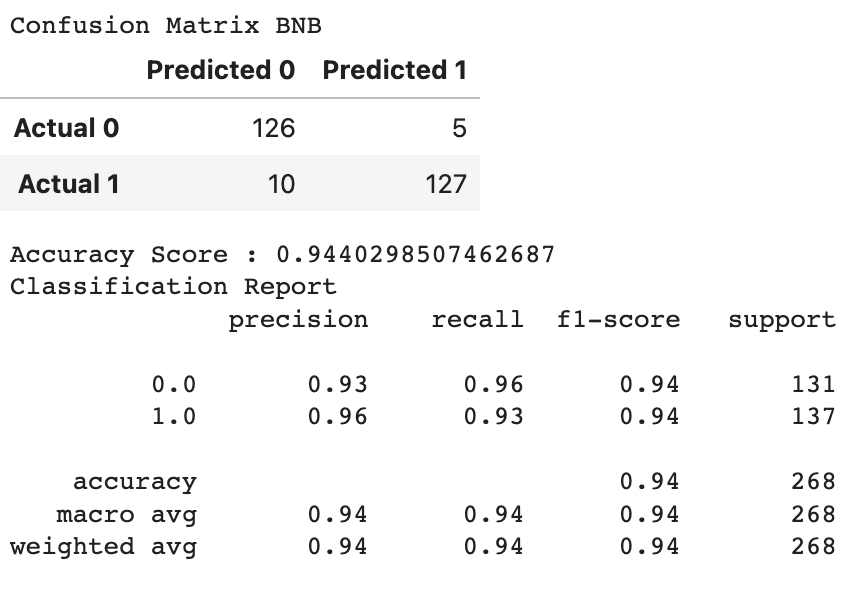 Confusion Matrix BNB
Predicted 0 Predicted 1
Actual 0 126 5
Actual 1 10 127
Accuracy Score : 0.9440298507462687
Classification Report
precision recall f1-score support
0.0 0.93 0.96 0.94 131
1.0 0.96 0.93 0.94 137
accuracy 0.94 268
macro avg 0.94 0.94 0.94 268
weighted avg 0.94 0.94 0.94 268